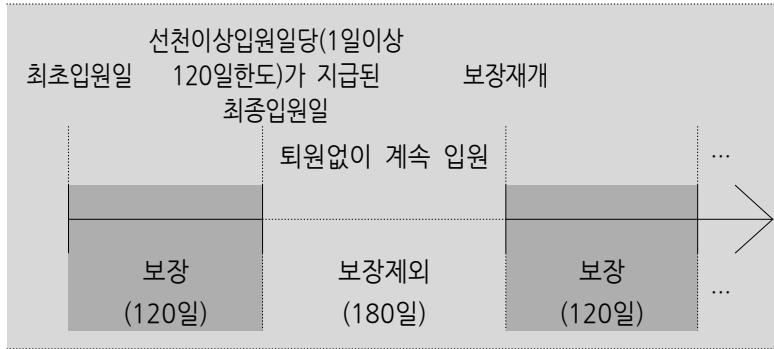 선천이상입원일당(1일이상
최초입원일 120일한도)가 지급된 보장재개
최종입원일
퇴원없이 계속 입원 …
보장 보장제외 보장 …
(120일) (180일) (120일)